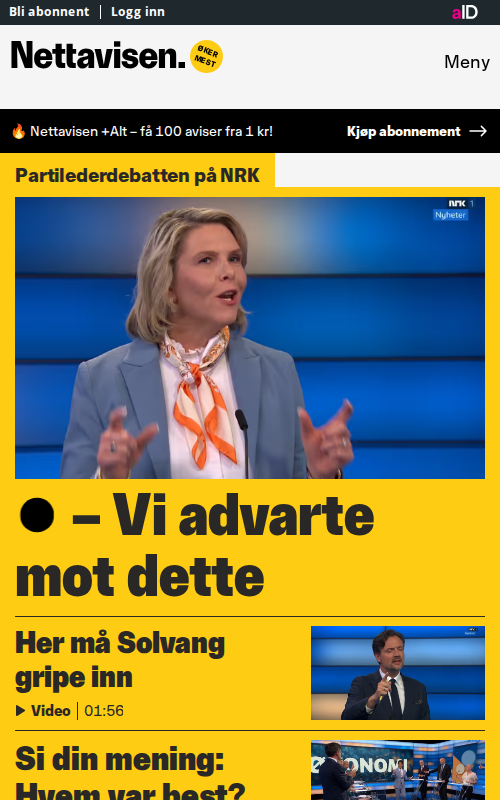 Bli abonnent
Logg inn
aID
Nettavisen.
ØKER
MEST
Meny
🔥 Nettavisen +Alt – få 100 aviser fra 1 kr!
Kjøp abonnement →
Partilederdebatten på NRK
NRK 1
Nyheter
● – Vi advarte
mot dette
Her må Solvang
gripe inn
Video
01:56
Si din mening:
Hvem var best?